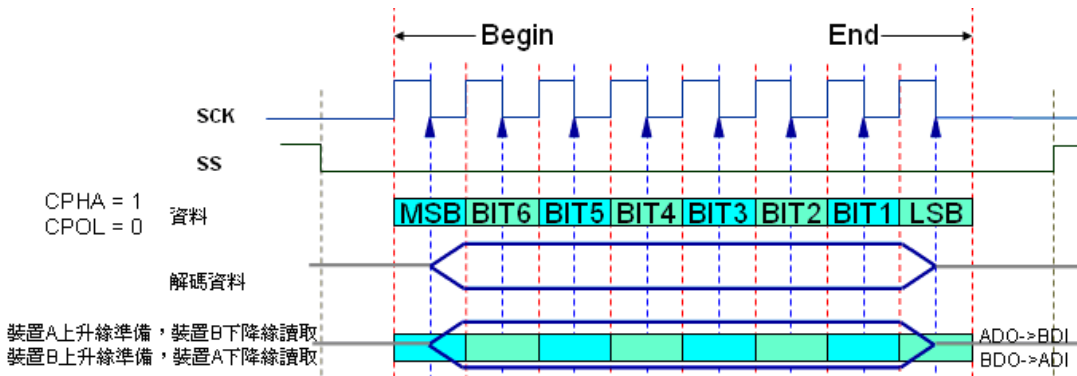 Begin End
SCK
SS
CPHA = 1
CPOL = 0
資料
MSB BIT6 BIT5 BIT4 BIT3 BIT2 BIT1 LSB
解碼資料
裝置A上升緣準備，裝置B下降緣讀取
裝置B上升緣準備，裝置A下降緣讀取
ADO->BDI
BDO->ADI